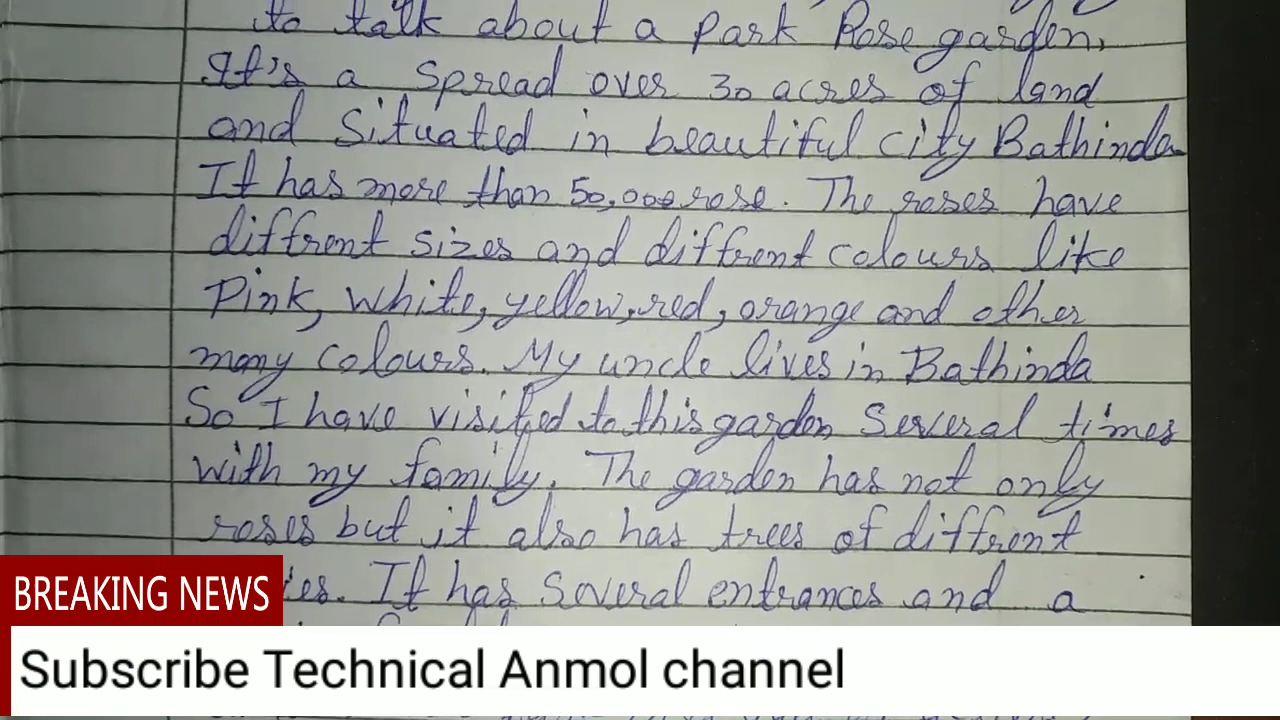 to talk about a park Rose garden.
It's a spread over 30 acres of land
and situated in beautiful city Bathinda
It has more than 50,000 rose. The roses have
diffrent sizes and diffrent colours like
Pink, white, yellow, red, orange and other
many colours. My uncle lives in Bathinda
So I have visited to this garden several times
with my family. The garden has not only
roses but it also has trees of diffrent
It has several entrances and a
BREAKING NEWS
Subscribe Technical Anmol channel